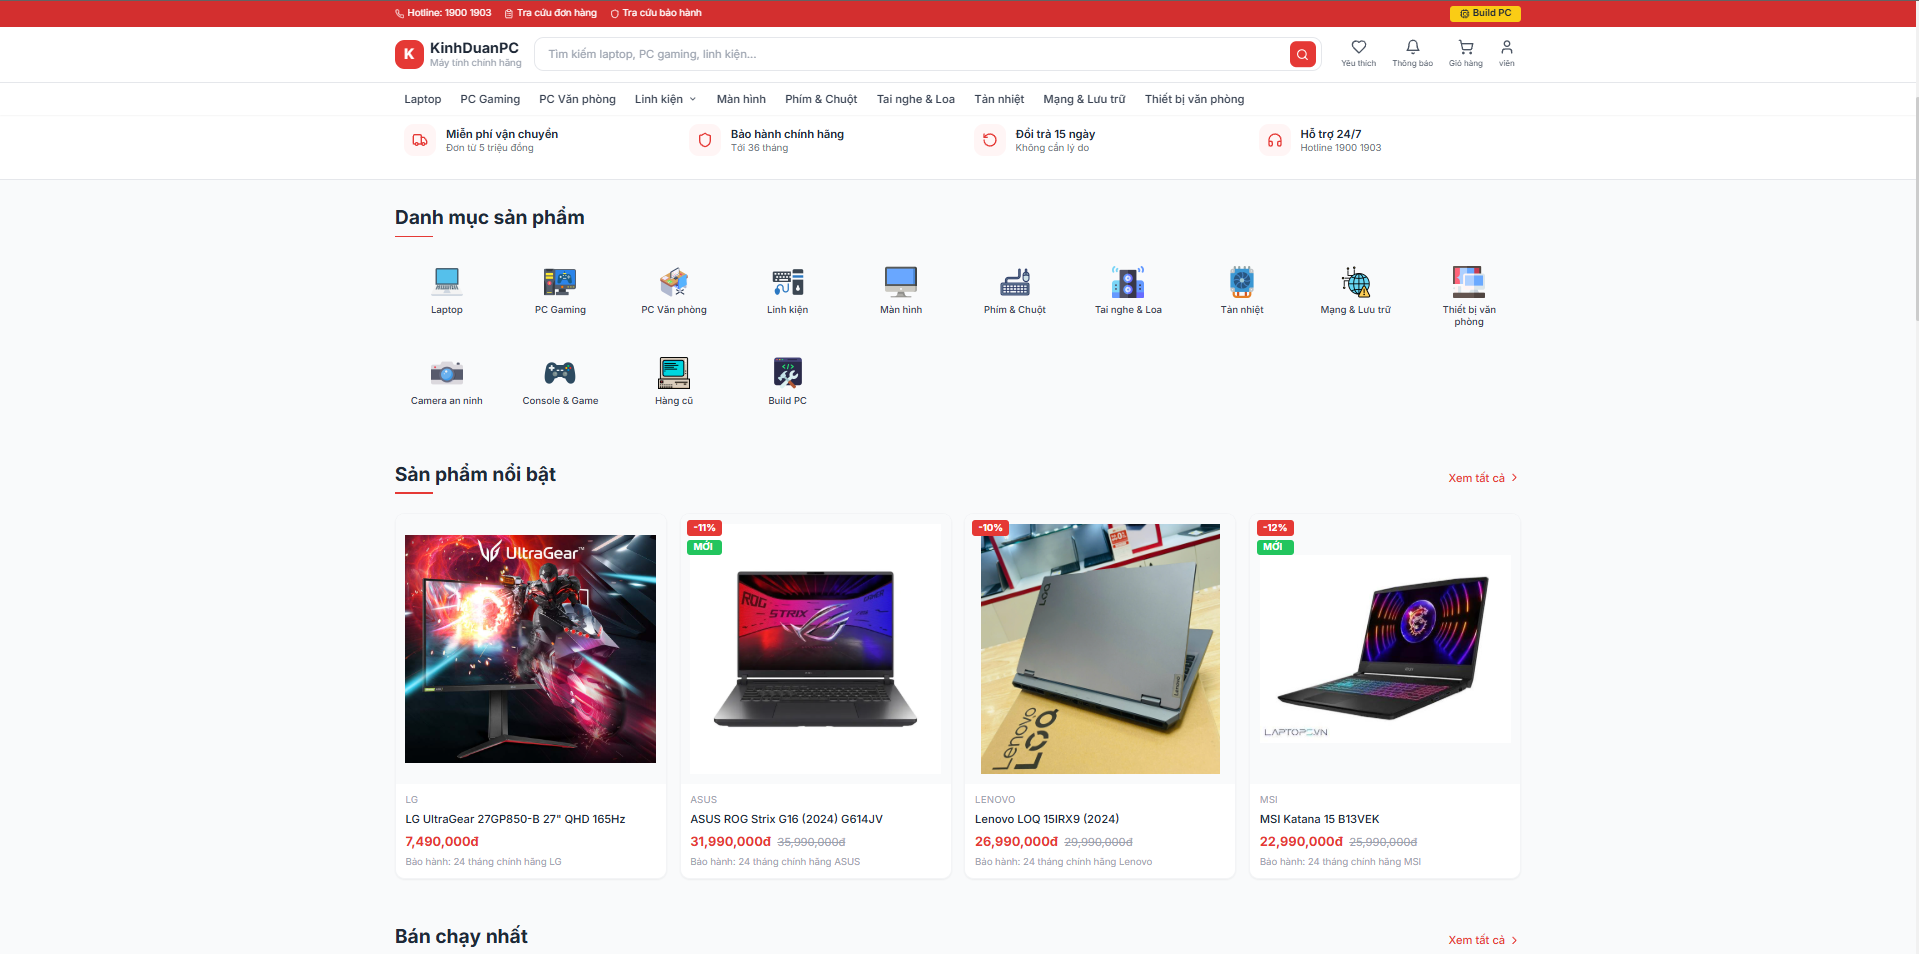 Hotline: 1900 1903 Tra cứu đơn hàng Tra cứu bảo hành Build PC
K KinhDuanPC
Máy tính chính hãng
Tìm kiếm laptop, PC gaming, linh kiện...
Yêu thích Thông báo Giỏ hàng viên
Laptop PC Gaming PC Văn phòng Linh kiện Màn hình Phím & Chuột Tai nghe & Loa Tản nhiệt Mạng & Lưu trữ Thiết bị văn phòng
Miễn phí vận chuyển
Đơn từ 5 triệu đồng
Bảo hành chính hãng
Tới 36 tháng
Đổi trả 15 ngày
Không cần lý do
Hỗ trợ 24/7
Hotline 1900 1903
Danh mục sản phẩm
Laptop
PC Gaming
PC Văn phòng
Linh kiện
Màn hình
Phím & Chuột
Tai nghe & Loa
Tản nhiệt
Mạng & Lưu trữ
Thiết bị văn
phòng
Camera an ninh
Console & Game
Hàng cũ
Build PC
Sản phẩm nổi bật
Xem tất cả
UltraGear™
LG
LG UltraGear 27GP850-B 27" QHD 165Hz
7,490,000đ
Bảo hành: 24 tháng chính hãng LG
-11%
MỚI
ROG
STRIX
ASUS
ASUS ROG Strix G16 (2024) G614JV
31,990,000đ 35,990,000đ
Bảo hành: 24 tháng chính hãng ASUS
-10%
LOQ
Lenovo
Lenovo
LOQ
LENOVO
Lenovo LOQ 15IRX9 (2024)
26,990,000đ 29,990,000đ
Bảo hành: 24 tháng chính hãng Lenovo
-12%
MỚI
LAPTOPS.VN
MSI
MSI Katana 15 B13VEK
22,990,000đ 25,990,000đ
Bảo hành: 24 tháng chính hãng MSI
Bán chạy nhất
Xem tất cả